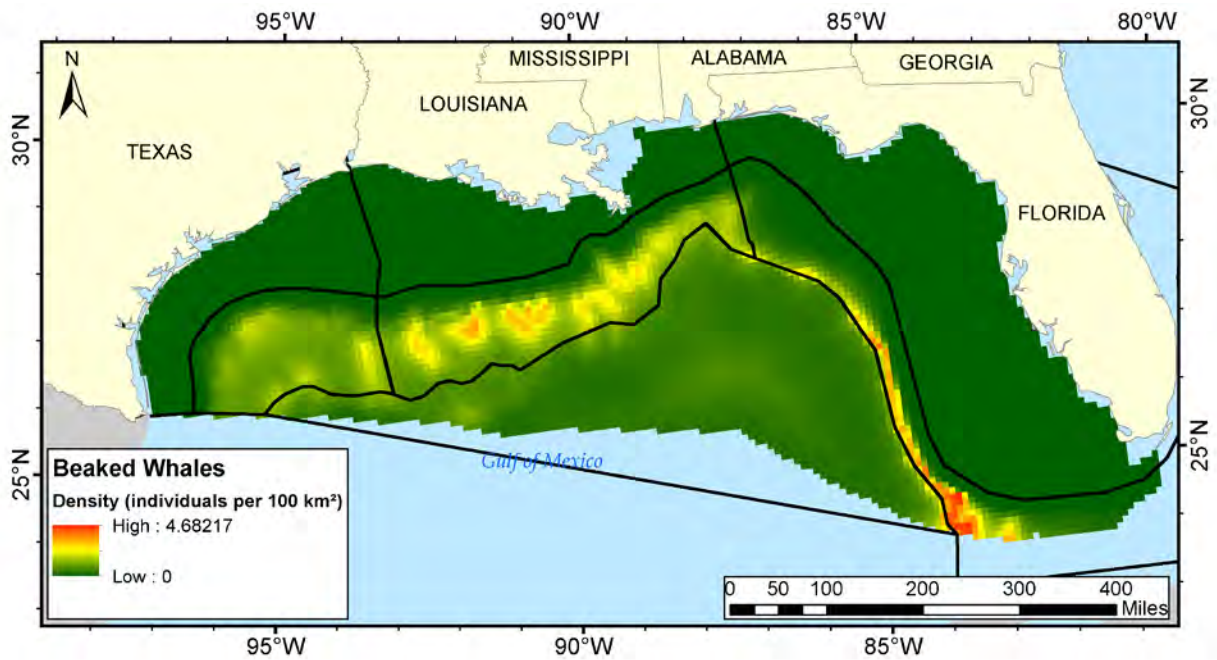 95°W 90°W 85°W 80°W
N
MISSISSIPPI ALABAMA GEORGIA
LOUISIANA
30°N 30°N
TEXAS
FLORIDA
25°N 25°N
Gulf of Mexico
Beaked Whales
Density (individuals per 100 km²)
High : 4.68217
Low : 0
0 50 100 200 300 400
Miles
95°W 90°W 85°W